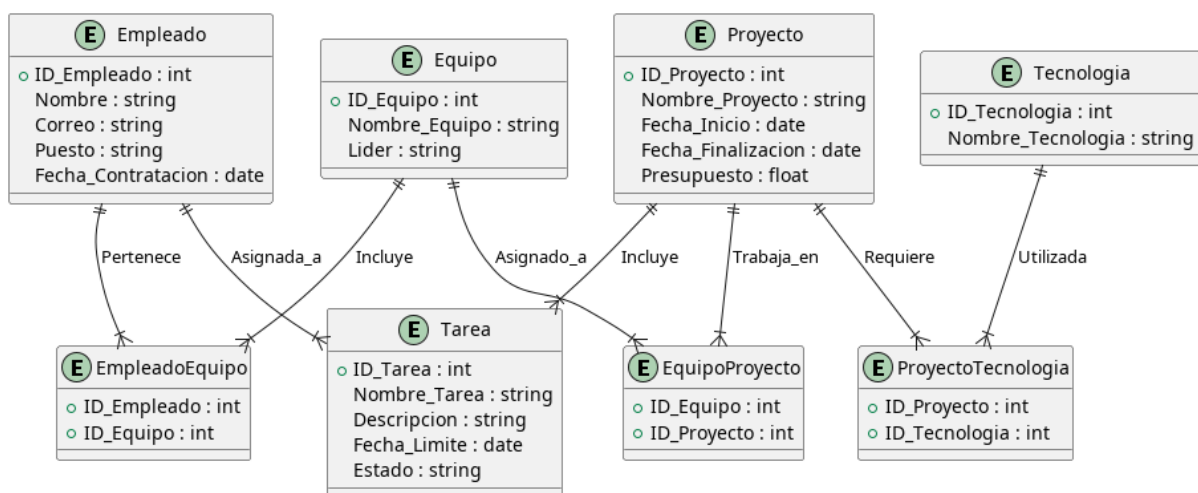 E Empleado
ID_Empleado : int
Nombre : string
Correo : string
Puesto : string
Fecha_Contratacion : date
E Equipo
ID_Equipo : int
Nombre_Equipo : string
Lider : string
E Proyecto
ID_Proyecto : int
Nombre_Proyecto : string
Fecha_Inicio : date
Fecha_Finalizacion : date
Presupuesto : float
E Tecnologia
ID_Tecnologia : int
Nombre_Tecnologia : string
Pertenece
Asignada_a
Incluye
Asignado_a
Incluye
Trabaja_en
Requiere
Utilizada
E EmpleadoEquipo
ID_Empleado : int
ID_Equipo : int
E Tarea
ID_Tarea : int
Nombre_Tarea : string
Descripcion : string
Fecha_Limite : date
Estado : string
E EquipoProyecto
ID_Equipo : int
ID_Proyecto : int
E ProyectoTecnologia
ID_Proyecto : int
ID_Tecnologia : int